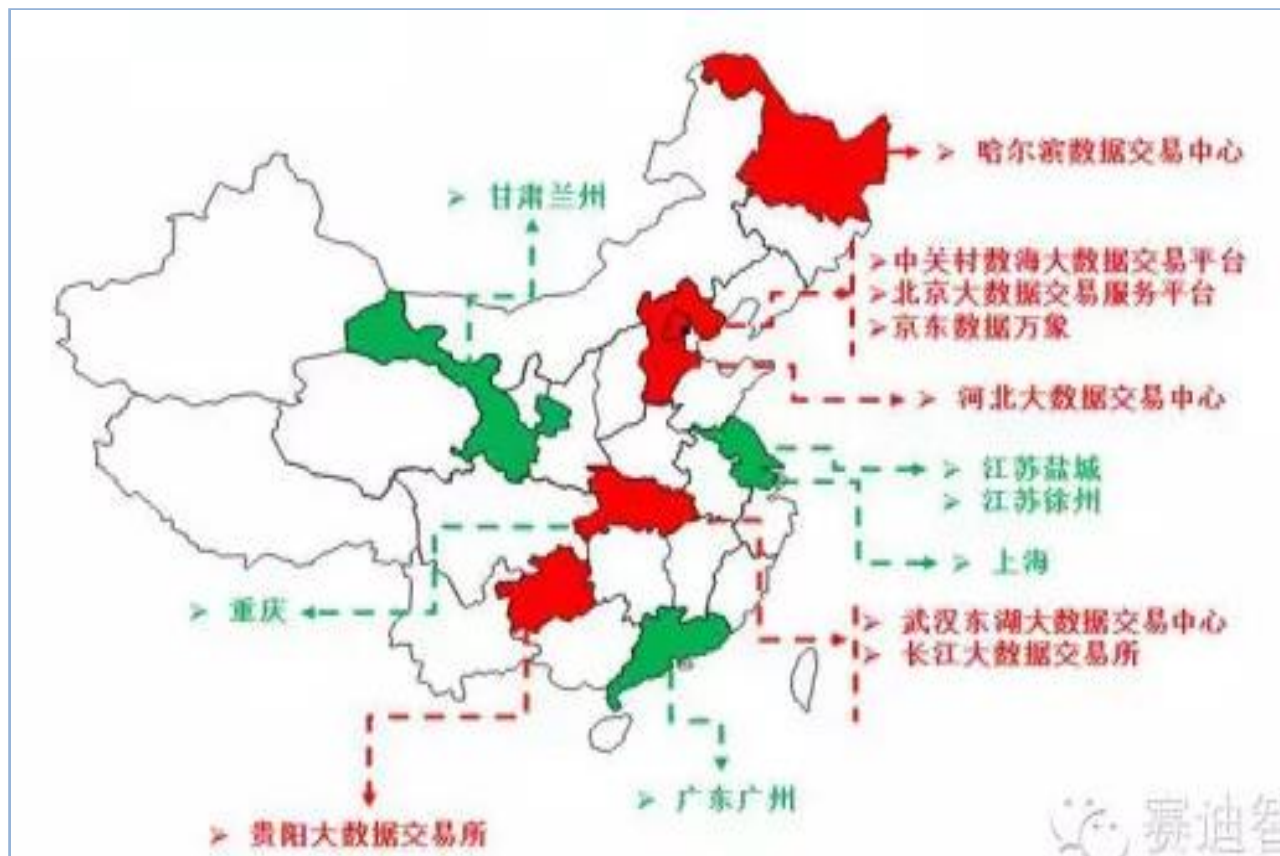 哈尔滨数据交易中心
甘肃兰州
中关村数海大数据交易平台
北京大数据交易服务平台
京东数据万象
河北大数据交易中心
江苏盐城
江苏徐州
上海
重庆
武汉东湖大数据交易中心
长江大数据交易所
广东广州
贵阳大数据交易所
赛迪智